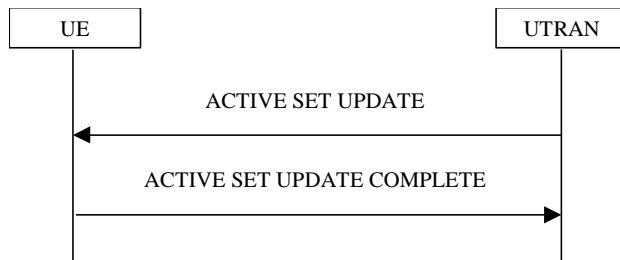 UE
UTRAN
ACTIVE SET UPDATE
ACTIVE SET UPDATE COMPLETE